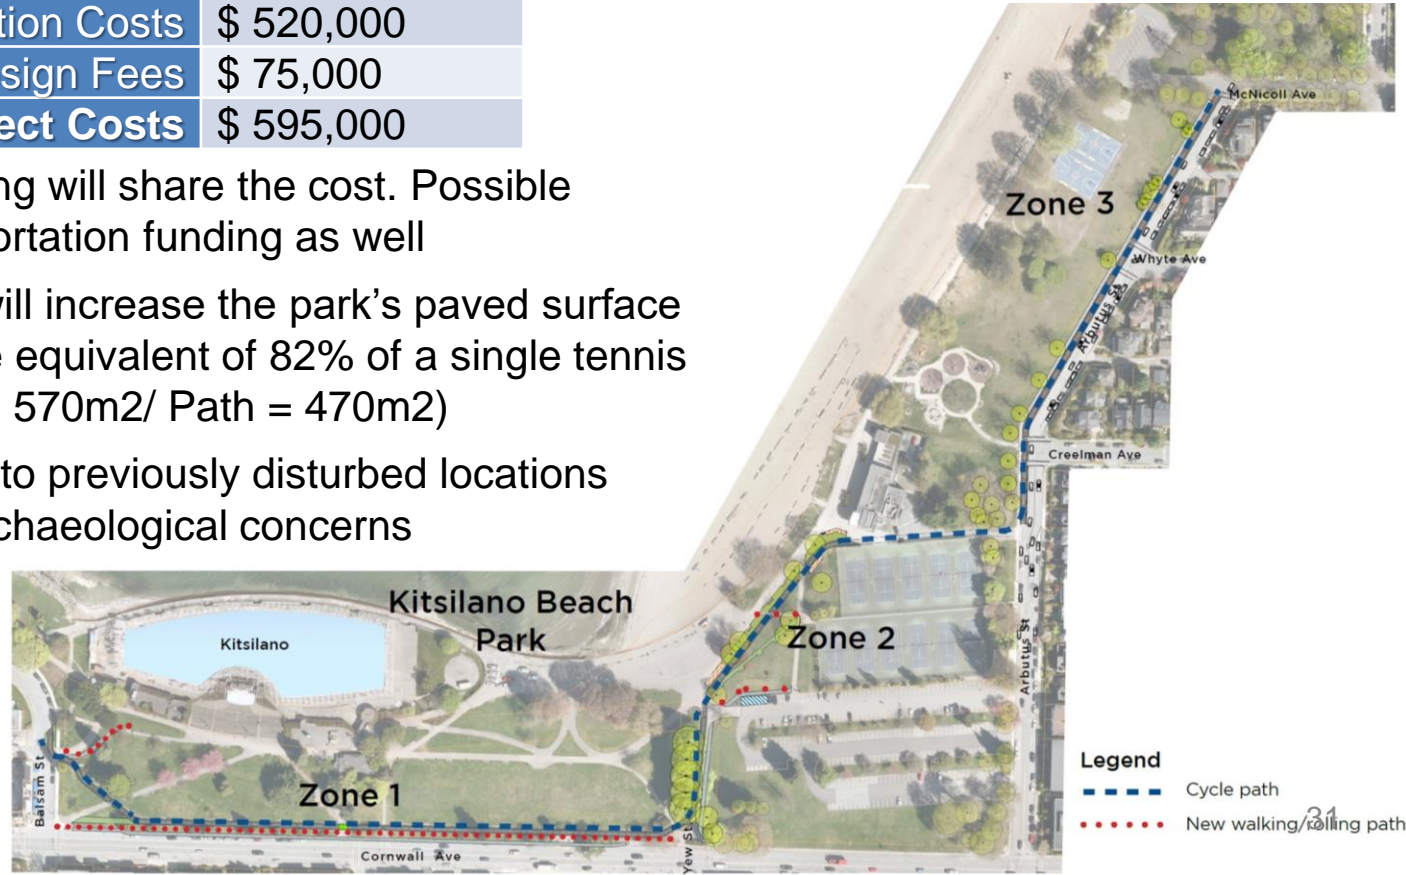 tion Costs $ 520,000
sign Fees $ 75,000
ect Costs $ 595,000
ng will share the cost. Possible
ortation funding as well
will increase the park's paved surface
e equivalent of 82% of a single tennis
570m2/ Path = 470m2)
to previously disturbed locations
chaeological concerns
McNicoll Ave
Zone 3
Whyte Ave
Arbutus St
Creelman Ave
Kitsilano Beach
Park
Kitsilano
Zone 2
Arbutus St
Zone 1
Balsam St
Yew St
Cornwall Ave
Legend
Cycle path
New walking/rolling path
31